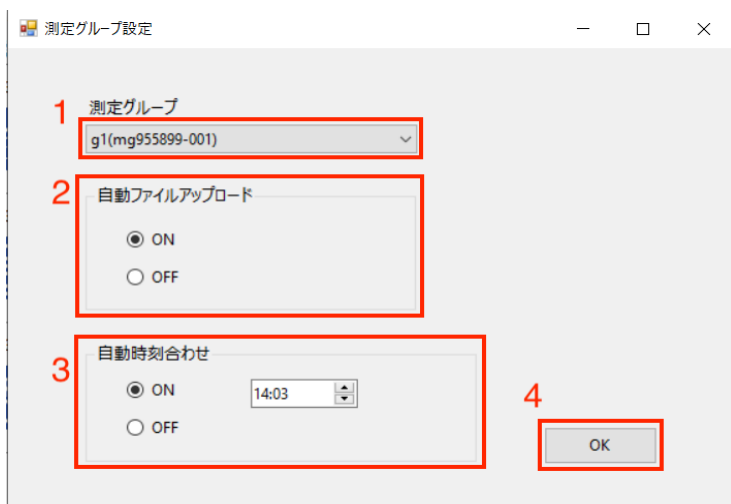 測定グループ設定
1
測定グループ
g1(mg955899-001)
2
自動ファイルアップロード
ON
OFF
3
自動時刻合わせ
ON
14:03
OFF
4
OK